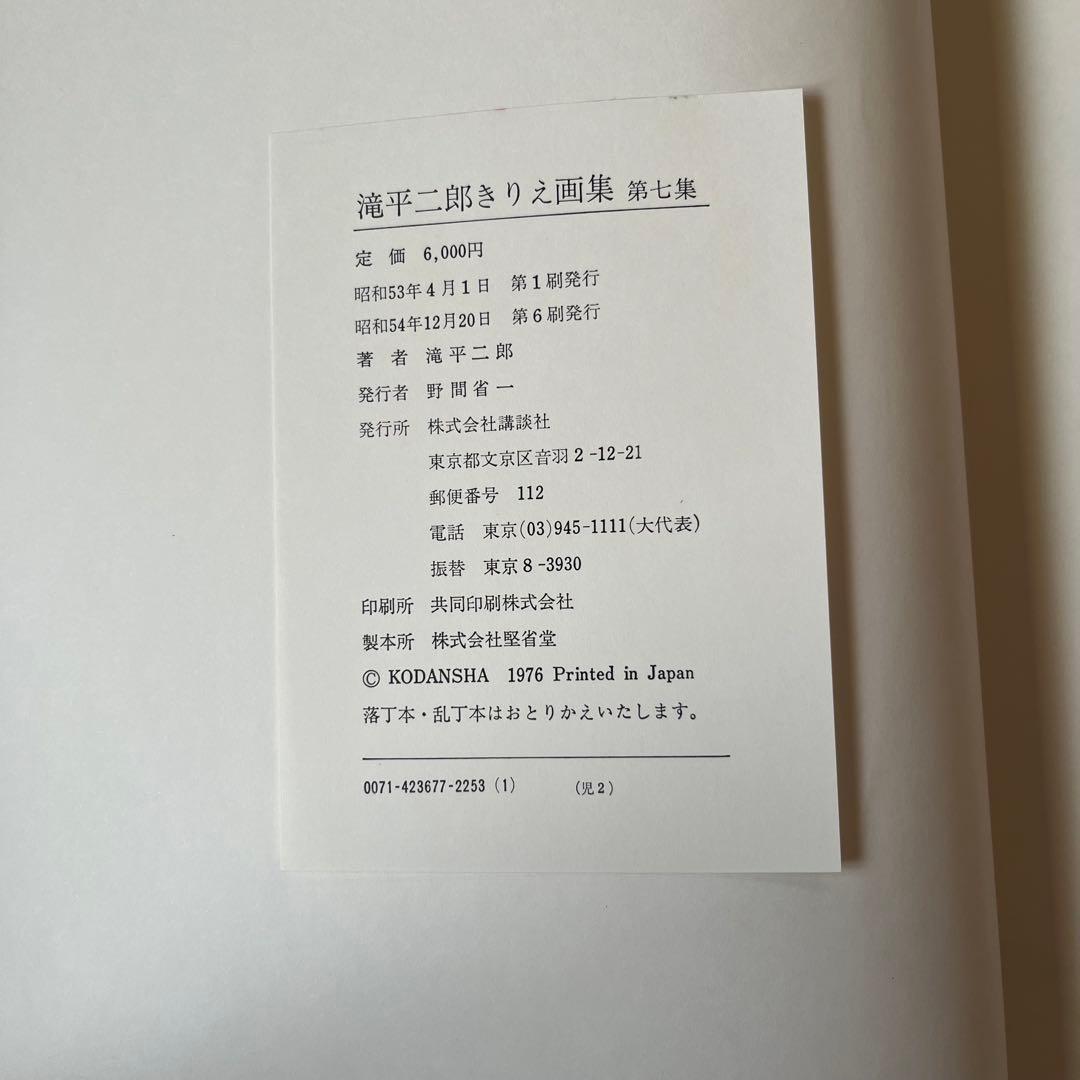 滝平二郎きりえ画集 第七集
定 価 6,000円
昭和53年4月1日 第1刷発行
昭和54年12月20日 第6刷発行
著 者 滝平二郎
発行者 野間省一
発行所 株式会社講談社
東京都文京区音羽2-12-21
郵便番号 112
電話 東京(03)945-1111(大代表)
振替 東京8-3930
印刷所 共同印刷株式会社
製本所 株式会社堅省堂
© KODANSHA 1976 Printed in Japan
落丁本・乱丁本はおとりかえいたします。
0071-423677-2253 (1) (児2)